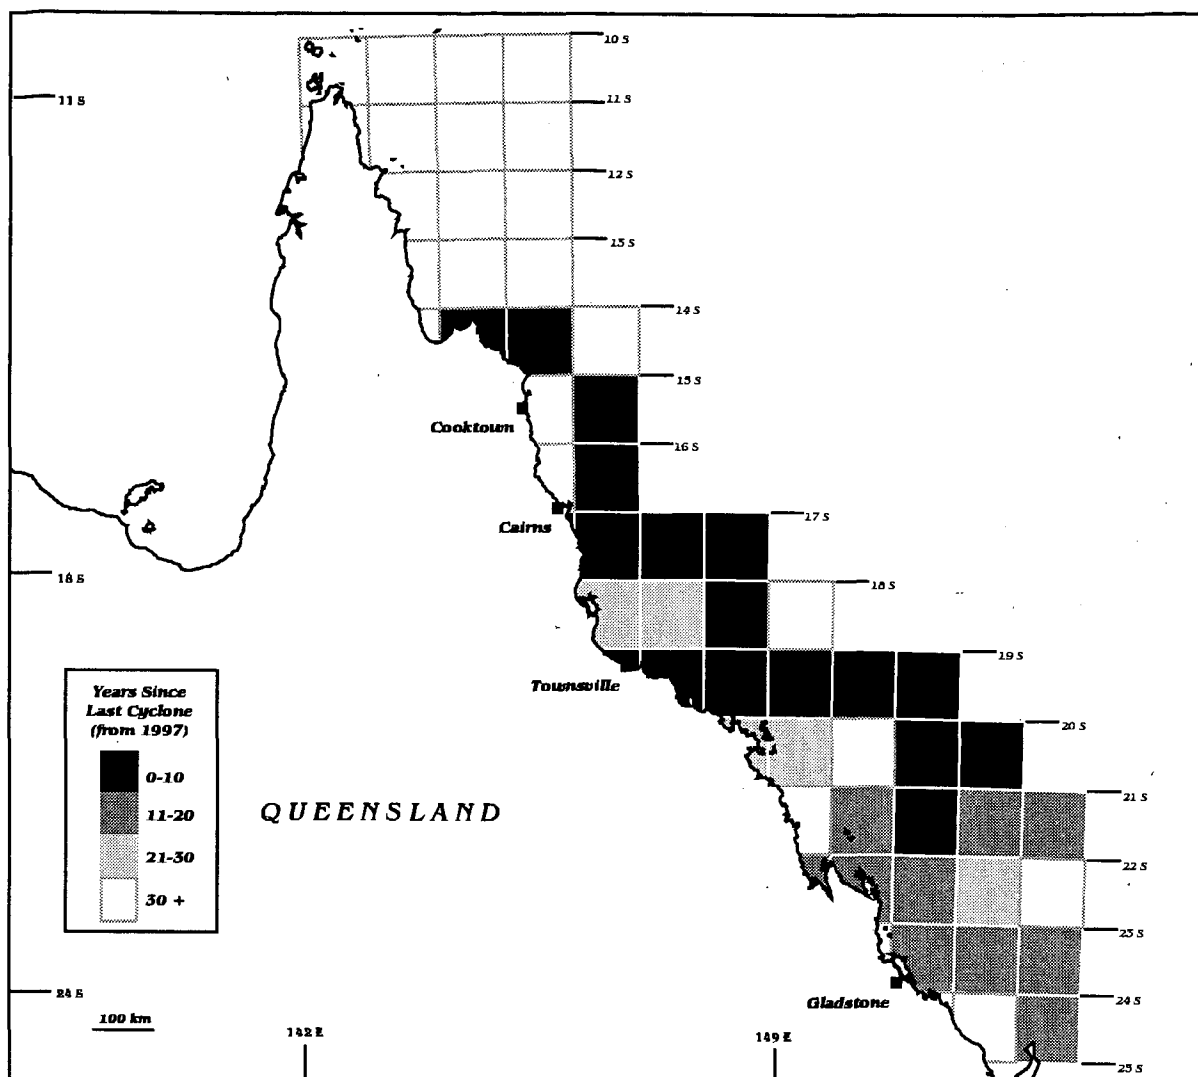 10 S
11 S
11 S
12 S
13 S
14 S
15 S
Cooktown
16 S
Cairns
17 S
18 S
18 S
19 S
Townsville
Years Since
Last Cyclone
(from 1997)
0-10
11-20
21-30
30 +
20 S
QUEENSLAND
21 S
22 S
23 S
24 S
Gladstone
24 S
100 km
142 E
149 E
25 S